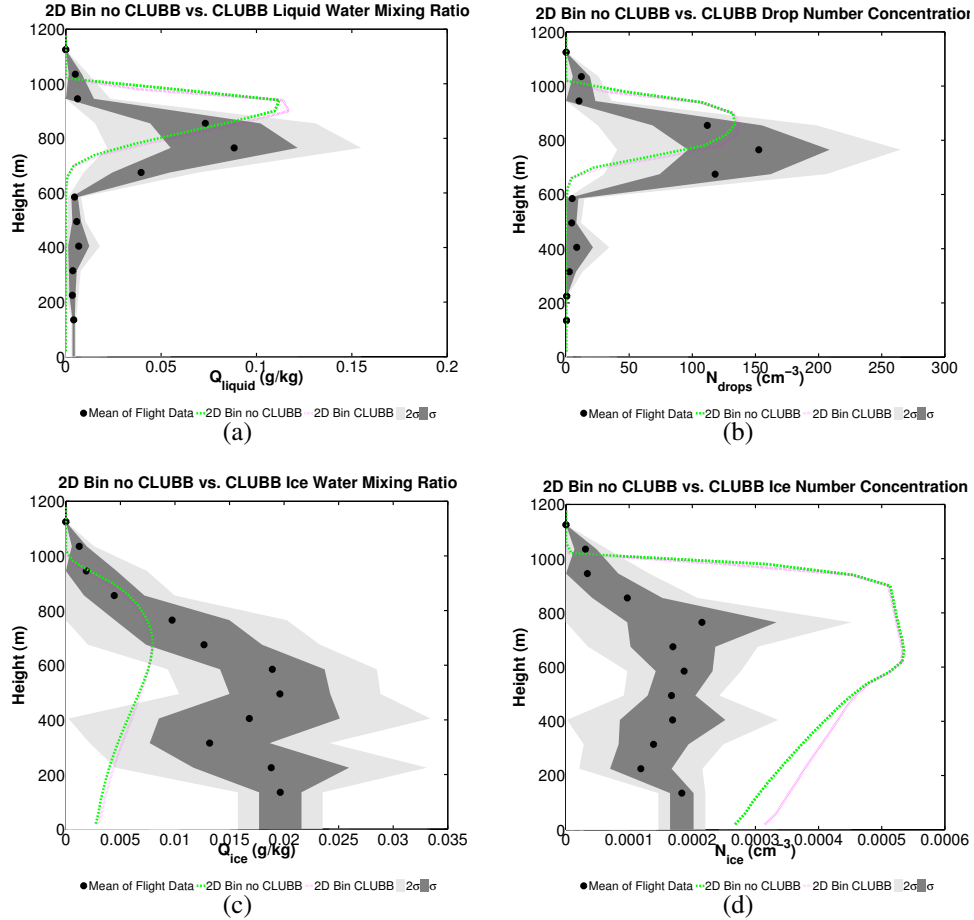 2D Bin no CLUBB vs. CLUBB Liquid Water Mixing Ratio
1200
1000
800
600
400
200
0
Height (m)
0
0.05
0.1
0.15
0.2
Q_liquid (g/kg)
Mean of Flight Data 2D Bin no CLUBB 2D Bin CLUBB 2σ σ
(a)
2D Bin no CLUBB vs. CLUBB Drop Number Concentration
1200
1000
800
600
400
200
0
Height (m)
0
50
100
150
200
250
300
N_drops (cm⁻³)
Mean of Flight Data 2D Bin no CLUBB 2D Bin CLUBB 2σ σ
(b)
2D Bin no CLUBB vs. CLUBB Ice Water Mixing Ratio
1200
1000
800
600
400
200
0
Height (m)
0
0.005
0.01
0.015
0.02
0.025
0.03
0.035
Q_ice (g/kg)
Mean of Flight Data 2D Bin no CLUBB 2D Bin CLUBB 2σ σ
(c)
2D Bin no CLUBB vs. CLUBB Ice Number Concentration
1200
1000
800
600
400
200
0
Height (m)
0
0.0001
0.0002
0.0003
0.0004
0.0005
0.0006
N_ice (cm⁻³)
Mean of Flight Data 2D Bin no CLUBB 2D Bin CLUBB 2σ σ
(d)